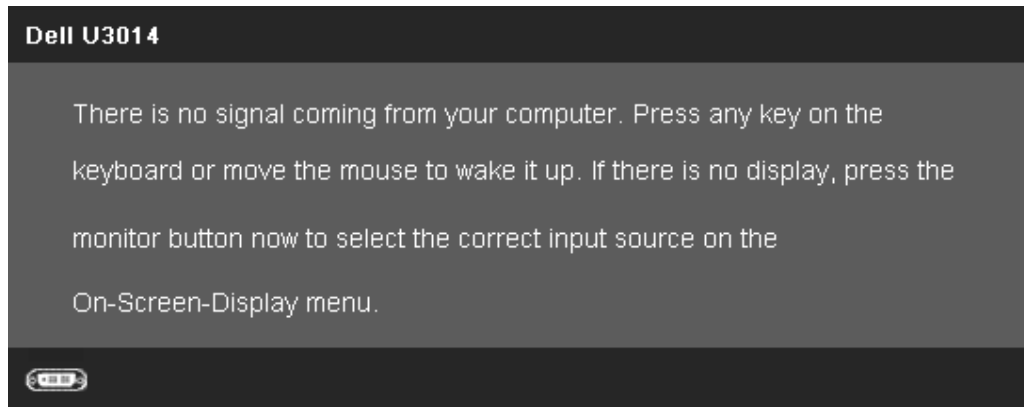 Dell U3014
There is no signal coming from your computer. Press any key on the
keyboard or move the mouse to wake it up. If there is no display, press the
monitor button now to select the correct input source on the
On-Screen-Display menu.